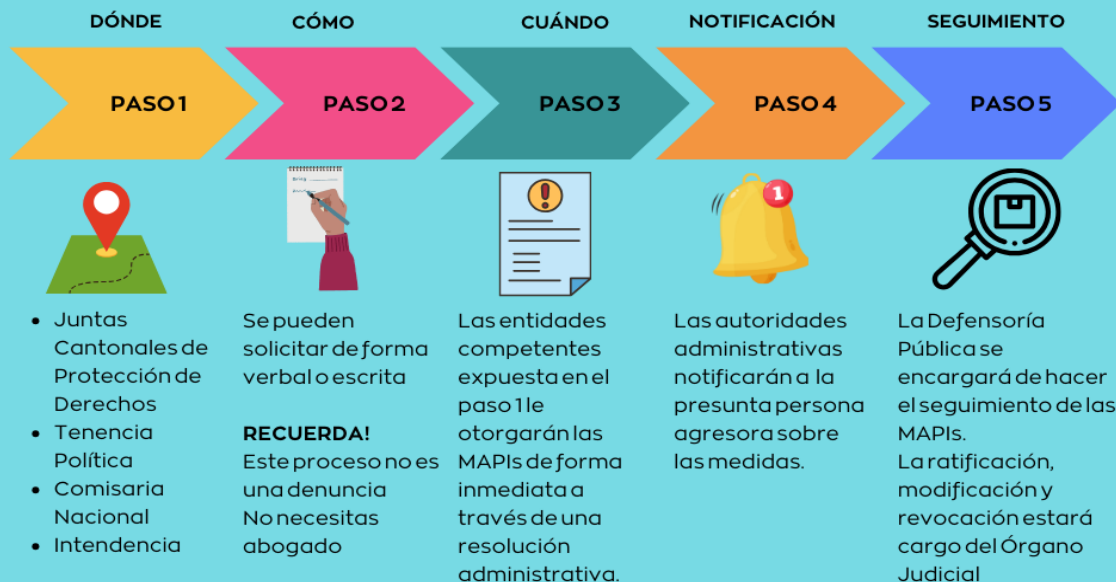 DÓNDE
CÓMO
CUÁNDO
NOTIFICACIÓN
SEGUIMIENTO
PASO 1
PASO 2
PASO 3
PASO 4
PASO 5
1
• Juntas
Cantonales de
Protección de
Derechos
• Tenencia
Política
• Comisaria
Nacional
• Intendencia
Se pueden
solicitar de forma
verbal o escrita
RECUERDA!
Este proceso no es
una denuncia
No necesitas
abogado
Las entidades
competentes
expuesta en el
paso 1 le
otorgarán las
MAPIs de forma
inmediata a
través de una
resolución
administrativa.
Las autoridades
administrativas
notificarán a la
presunta persona
agresora sobre
las medidas.
La Defensoría
Pública se
encargará de hacer
el seguimiento de las
MAPIs.
La ratificación,
modificación y
revocación estará
cargo del Órgano
Judicial